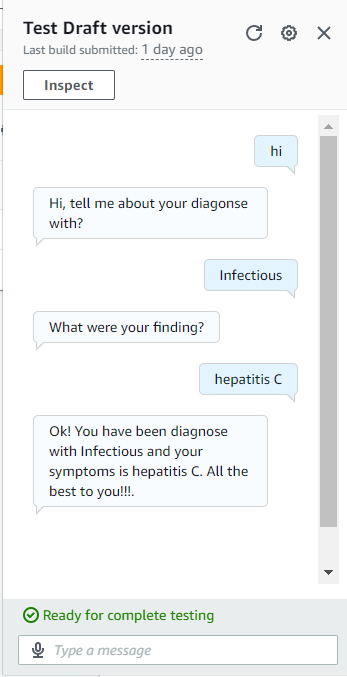 Test Draft version
Last build submitted: 1 day ago
Inspect
hi
Hi, tell me about your diagonse
with?
Infectious
What were your finding?
hepatitis C
Ok! You have been diagnose
with Infectious and your
symptoms is hepatitis C. All the
best to you!!!.
Ready for complete testing
Type a message